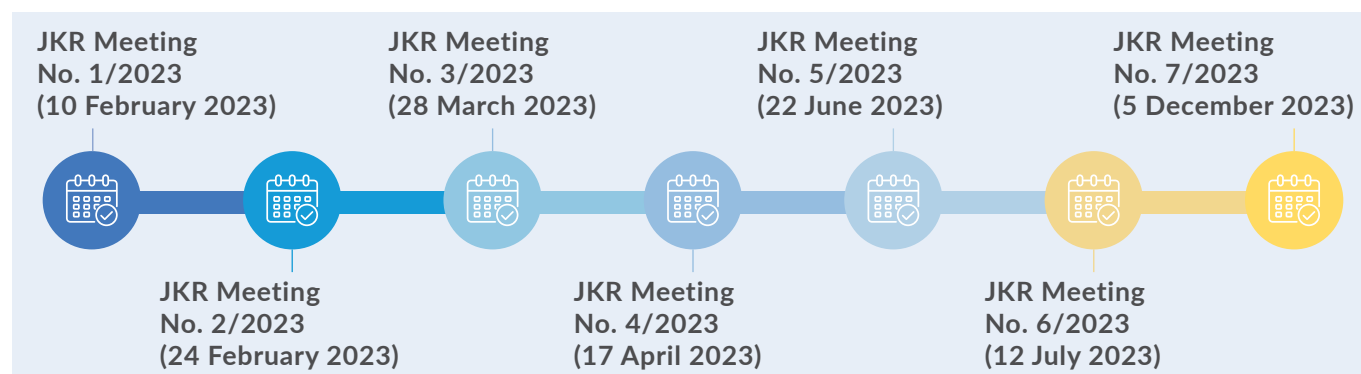 JKR Meeting
No. 1/2023
(10 February 2023)
JKR Meeting
No. 2/2023
(24 February 2023)
JKR Meeting
No. 3/2023
(28 March 2023)
JKR Meeting
No. 4/2023
(17 April 2023)
JKR Meeting
No. 5/2023
(22 June 2023)
JKR Meeting
No. 6/2023
(12 July 2023)
JKR Meeting
No. 7/2023
(5 December 2023)